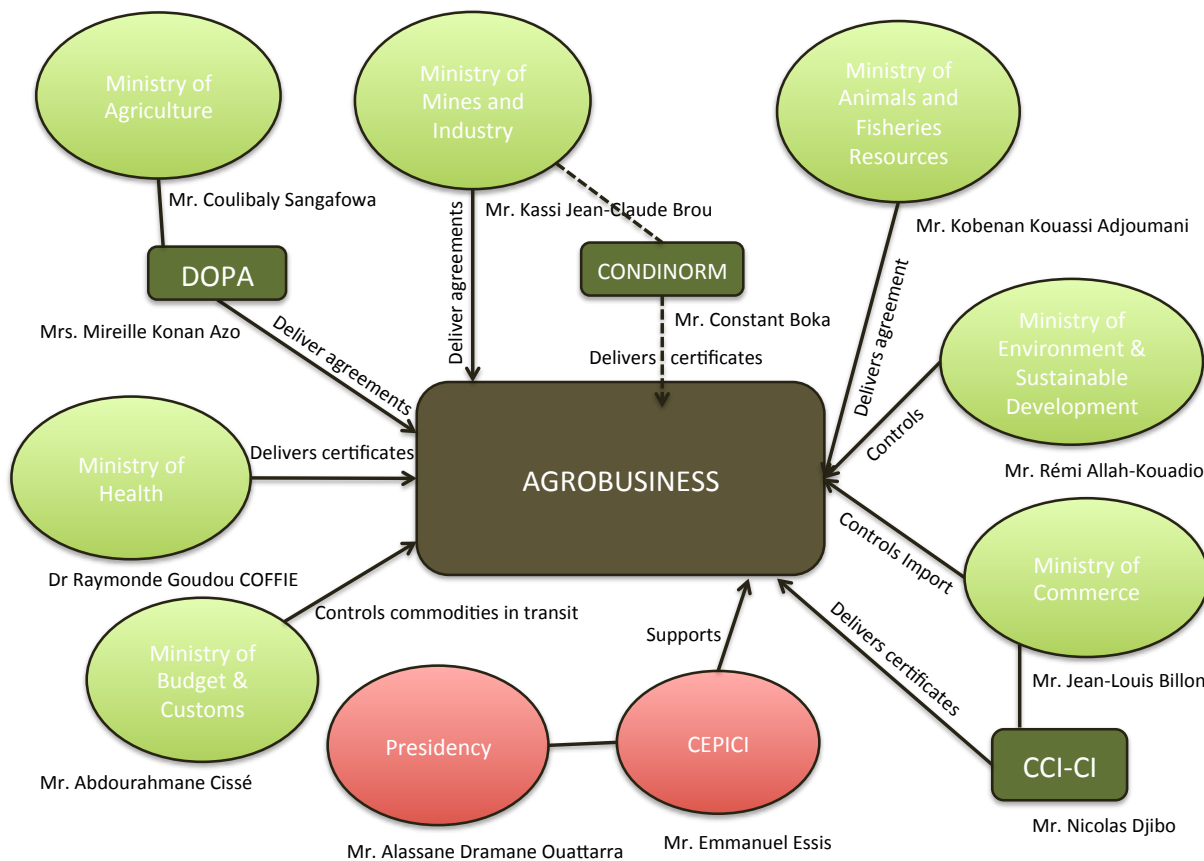 Ministry of
Agriculture
Ministry of
Mines and
Industry
Ministry of
Animals and
Fisheries
Resources
Mr. Coulibaly Sangafowa
Mr. Kassi Jean-Claude Brou
Mr. Kobenan Kouassi Adjoumani
DOPA
CONDINORM
Mrs. Mireille Konan Azo
Deliver agreements
Deliver agreements
Mr. Constant Boka
Delivers certificates
Delivers agreement
Ministry of
Environment &
Sustainable
Development
Controls
Mr. Rémi Allah-Kouadio
Ministry of
Health
Delivers certificates
AGROBUSINESS
Dr Raymonde Goudou COFFIE
Controls Import
Ministry of
Commerce
Controls commodities in transit
Ministry of
Budget &
Customs
Supports
Delivers certificates
Mr. Jean-Louis Billon
Presidency
CEPICI
CCI-CI
Mr. Abdourahmane Cissé
Mr. Nicolas Djibo
Mr. Alassane Dramane Ouattarra
Mr. Emmanuel Essis